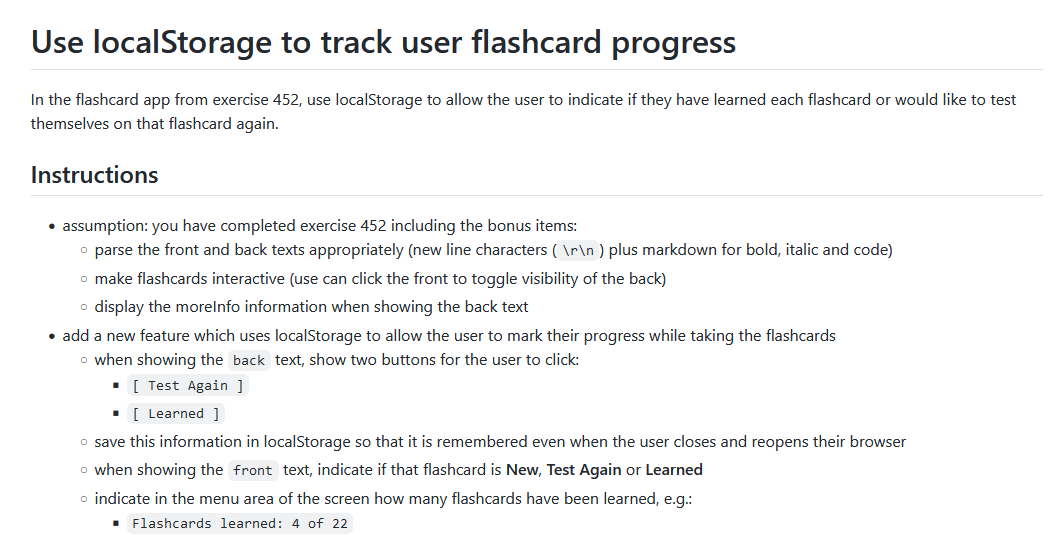 Use localStorage to track user flashcard progress
In the flashcard app from exercise 452, use localStorage to allow the user to indicate if they have learned each flashcard or would like to test
themselves on that flashcard again.
Instructions
• assumption: you have completed exercise 452 including the bonus items:
○ parse the front and back texts appropriately (new line characters ( \r\n ) plus markdown for bold, italic and code)
○ make flashcards interactive (use can click the front to toggle visibility of the back)
○ display the moreInfo information when showing the back text
• add a new feature which uses localStorage to allow the user to mark their progress while taking the flashcards
○ when showing the back text, show two buttons for the user to click:
▪ [ Test Again ]
▪ [ Learned ]
○ save this information in localStorage so that it is remembered even when the user closes and reopens their browser
○ when showing the front text, indicate if that flashcard is New, Test Again or Learned
○ indicate in the menu area of the screen how many flashcards have been learned, e.g.:
▪ Flashcards learned: 4 of 22